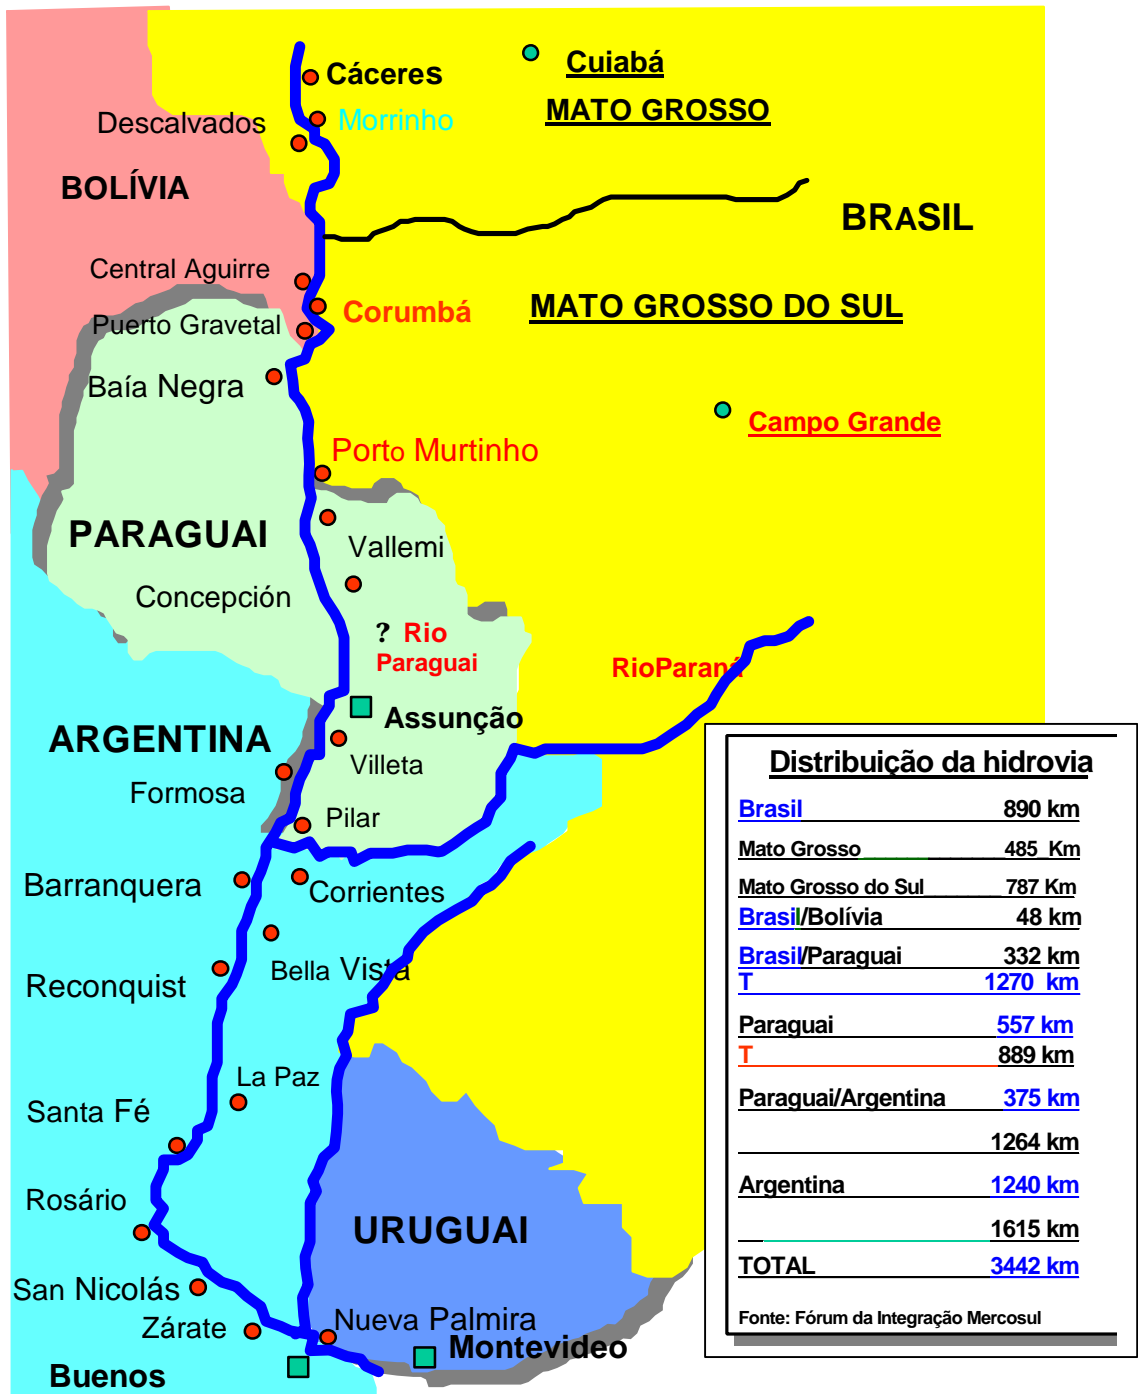 Cuiabá
Cáceres
MATO GROSSO
Morrinho
Descalvados
BOLÍVIA
BRASIL
Central Aguirre
MATO GROSSO DO SUL
Corumbá
Puerto Gravetal
Baía Negra
Campo Grande
Porto Murtinho
PARAGUAI
Vallemi
Concepción
? Rio
Paraguai
RioParaná
Assunção
ARGENTINA
Villeta
Formosa
Pilar
Barranquera
Corrientes
Bella Vista
Reconquist
La Paz
Santa Fé
Rosário
URUGUAI
San Nicolás
Nueva Palmira
Zárate
Montevideo
Buenos
Distribuição da hidrovia
Brasil 890 km
Mato Grosso 485 Km
Mato Grosso do Sul 787 Km
Brasil/Bolívia 48 km
Brasil/Paraguai 332 km
T 1270 km
Paraguai 557 km
T 889 km
Paraguai/Argentina 375 km
1264 km
Argentina 1240 km
1615 km
TOTAL 3442 km
Fonte: Fórum da Integração Mercosul